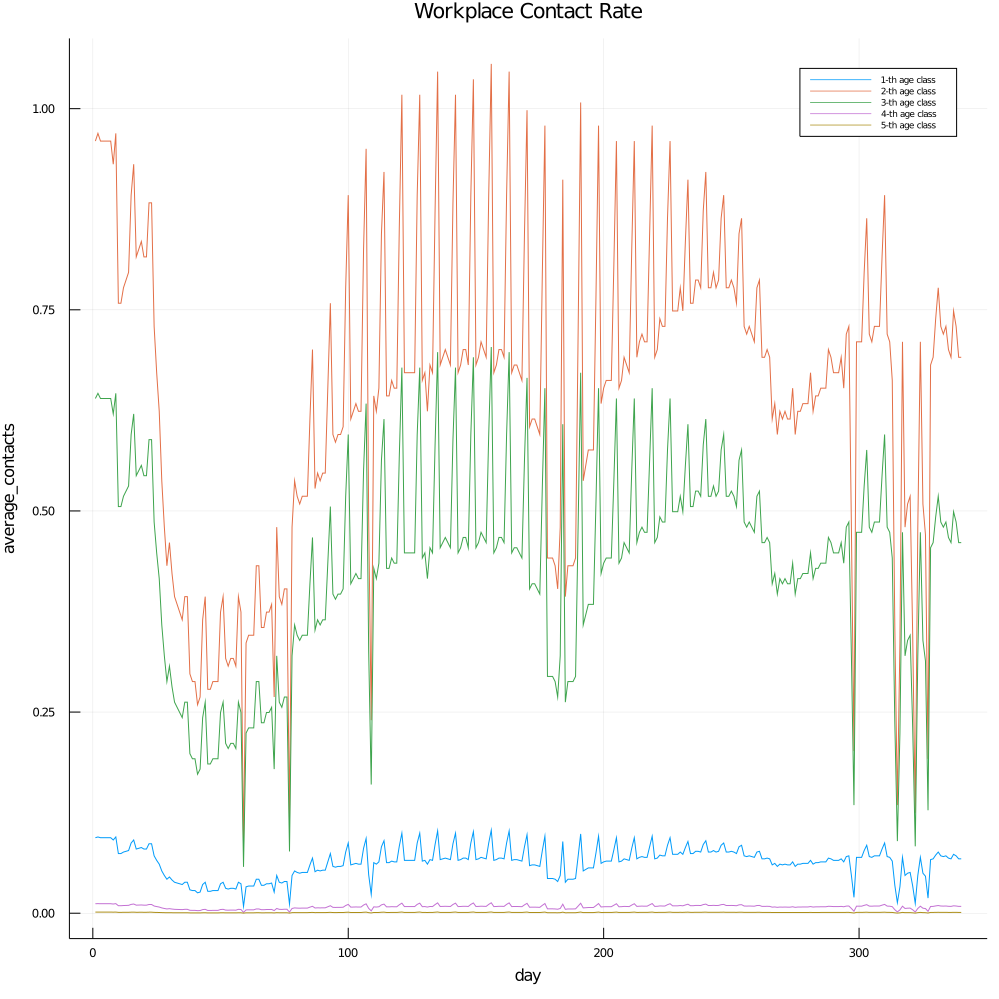 Workplace Contact Rate
1-th age class
2-th age class
3-th age class
4-th age class
5-th age class
1.00
0.75
0.50
0.25
0.00
average_contacts
0
100
200
300
day